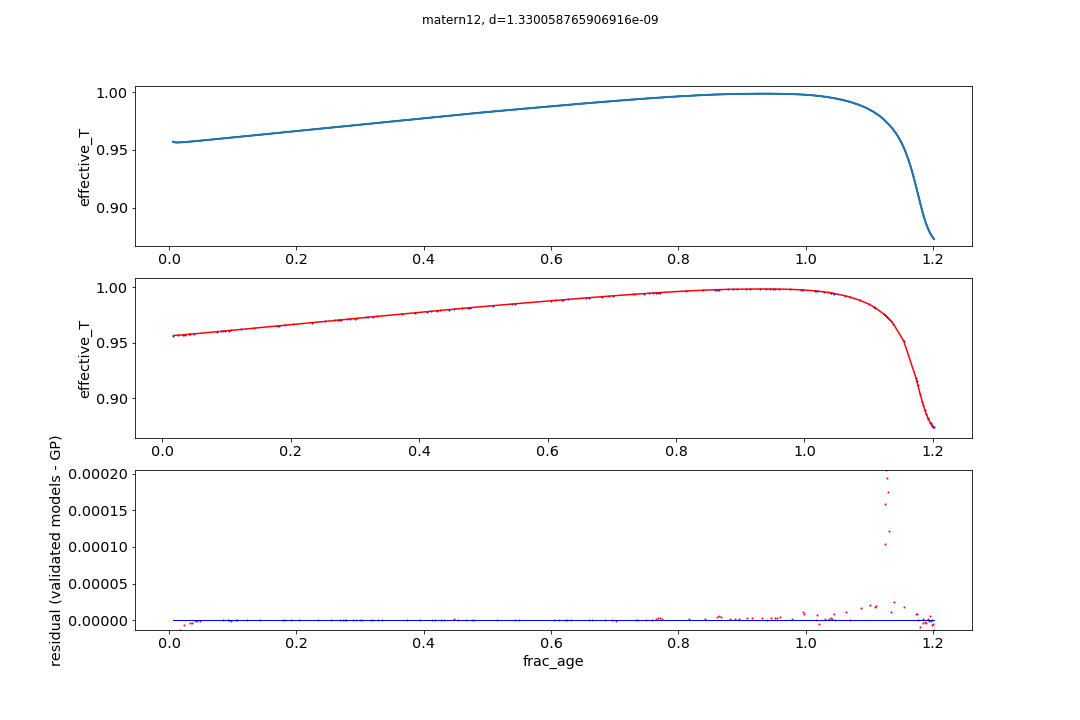 matern12, d=1.330058765906916e-09
1.00
0.95
0.90
effective_T
0.0 0.2 0.4 0.6 0.8 1.0 1.2
1.00
0.95
0.90
effective_T
0.0 0.2 0.4 0.6 0.8 1.0 1.2
0.00020
0.00015
0.00010
0.00005
0.00000
residual (validated models - GP)
0.0 0.2 0.4 0.6 0.8 1.0 1.2
frac_age